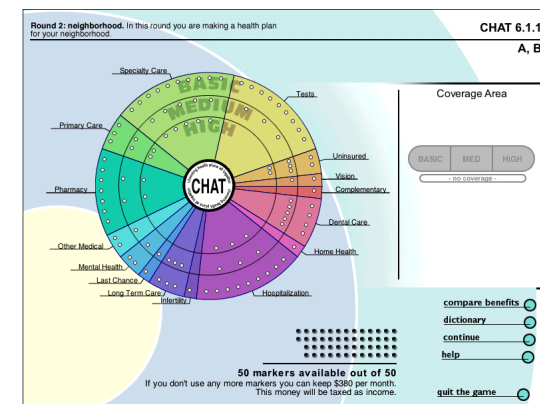 Round 2: neighborhood. In this round you are making a health plan
for your neighborhood.
CHAT 6.1.1
A, B
Specialty Care
Tests
BASIC
MEDIUM
HIGH
Primary Care
Uninsured
Vision
Complementary
Pharmacy
CHAT
Dental Care
Home Health
Other Medical
Mental Health
Last Chance
Long Term Care
Infertility
Hospitalization
Coverage Area
BASIC MED HIGH
- no coverage -
50 markers available out of 50
If you don't use any more markers you can keep $380 per month.
This money will be taxed as income.
compare benefits
dictionary
continue
help
quit the game